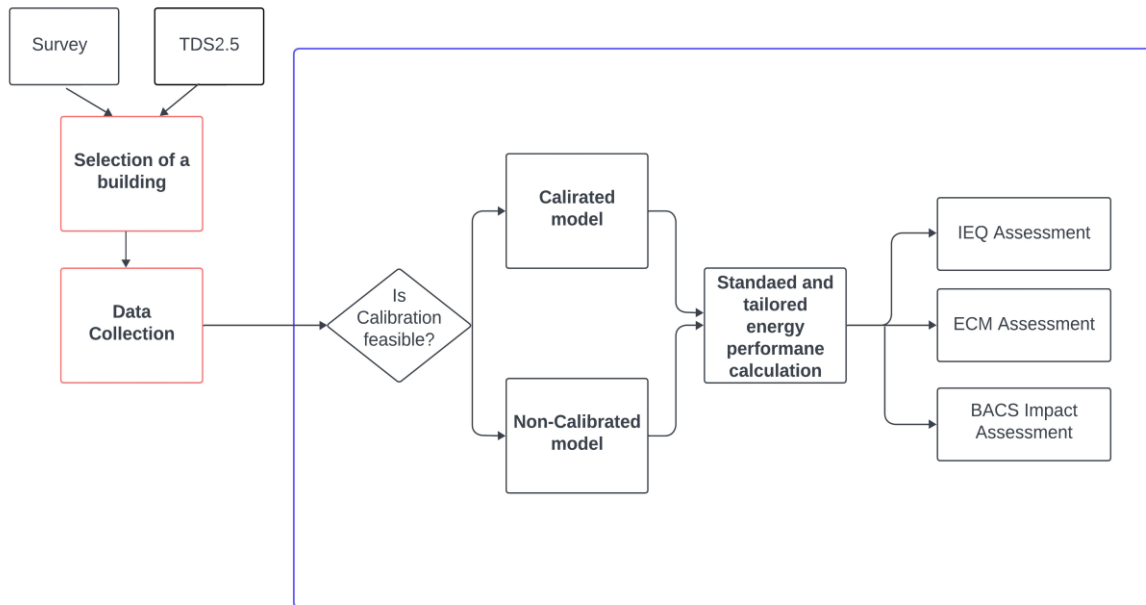 Survey
TDS2.5
Selection of a
building
Data
Collection
Is
Calibration
feasible?
Calirated
model
Non-Calibrated
model
Standaed and
tailored
energy
performane
calculation
IEQ Assessment
ECM Assessment
BACS Impact
Assessment